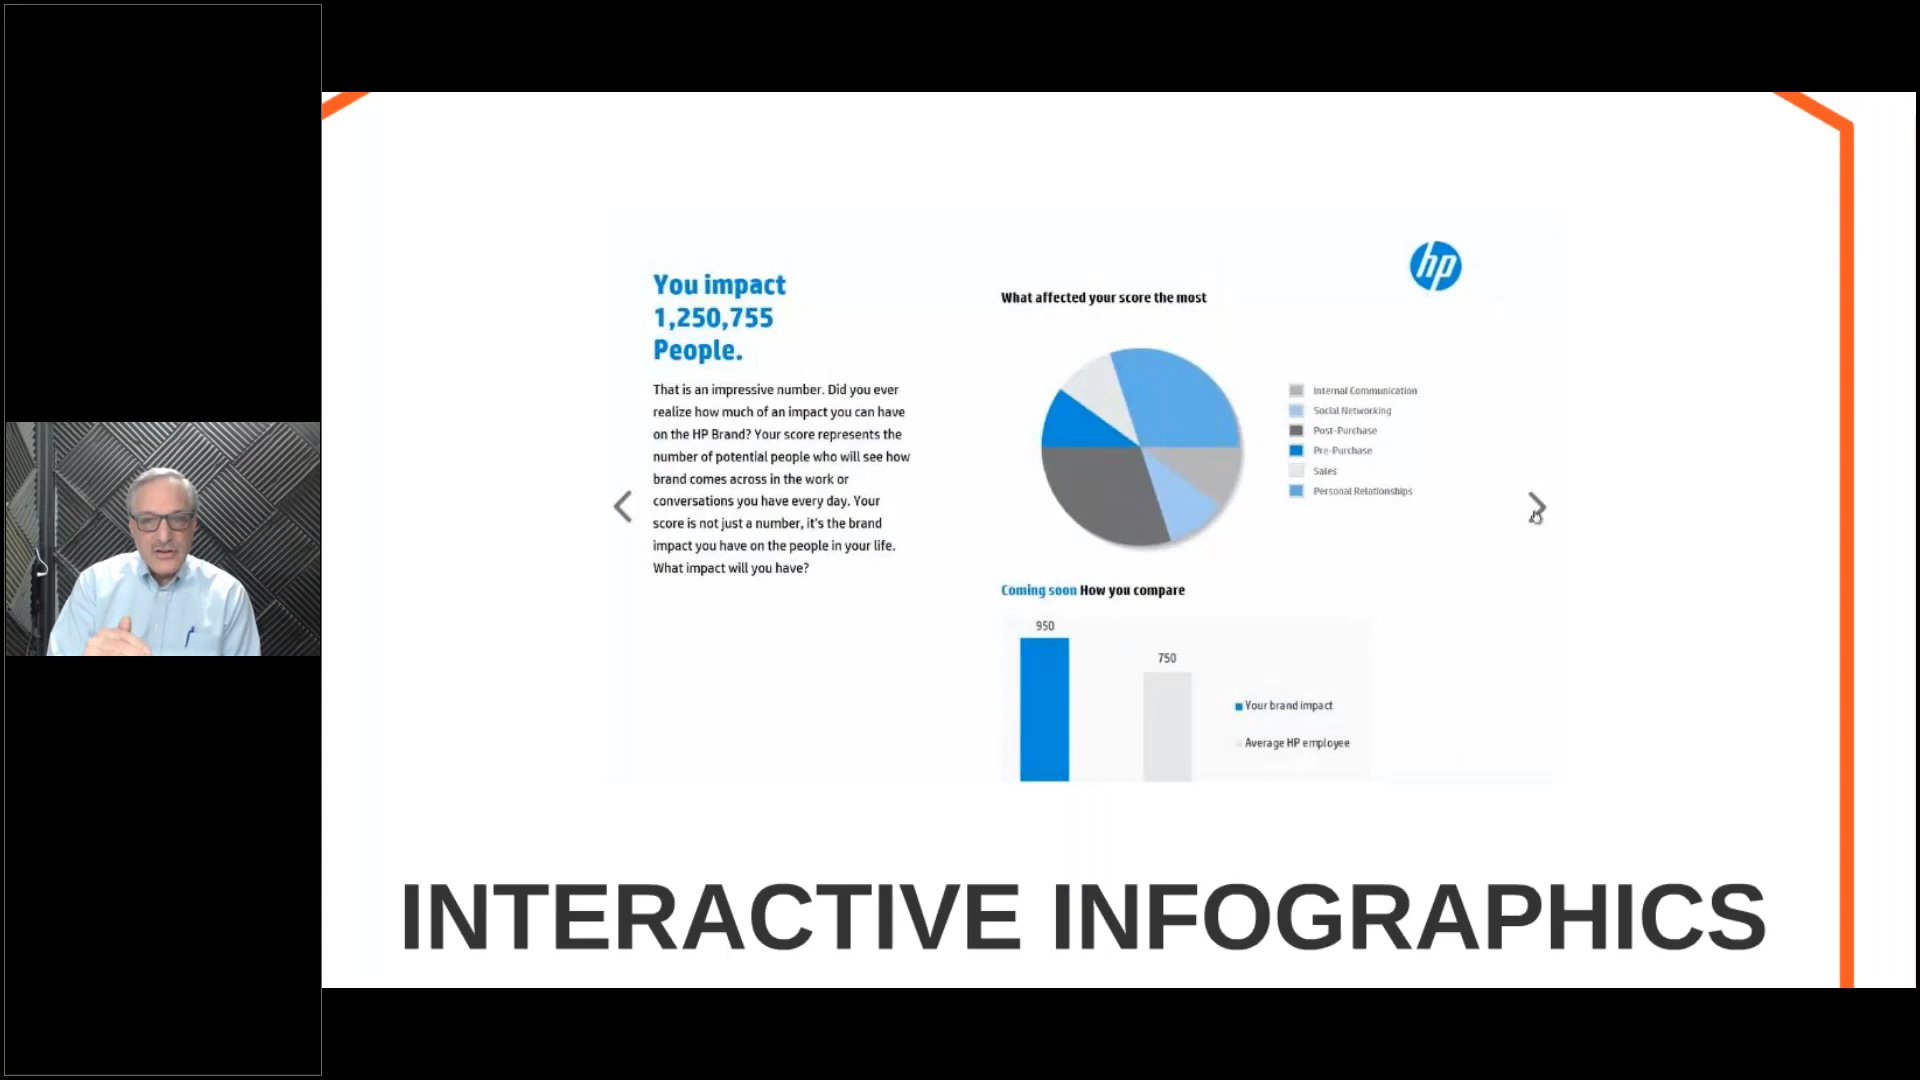 hp
You impact
1,250,755
People.
That is an impressive number. Did you ever
realize how much of an impact you can have
on the HP Brand? Your score represents the
number of potential people who will see how
brand comes across in the work or
conversations you have every day. Your
score is not just a number, it's the brand
impact you have on the people in your life.
What impact will you have?
What affected your score the most
Internal Communication
Social Networking
Post-Purchase
Pre-Purchase
Sales
Personal Relationships
Coming soon How you compare
950
750
Your brand impact
Average HP employee
INTERACTIVE INFOGRAPHICS